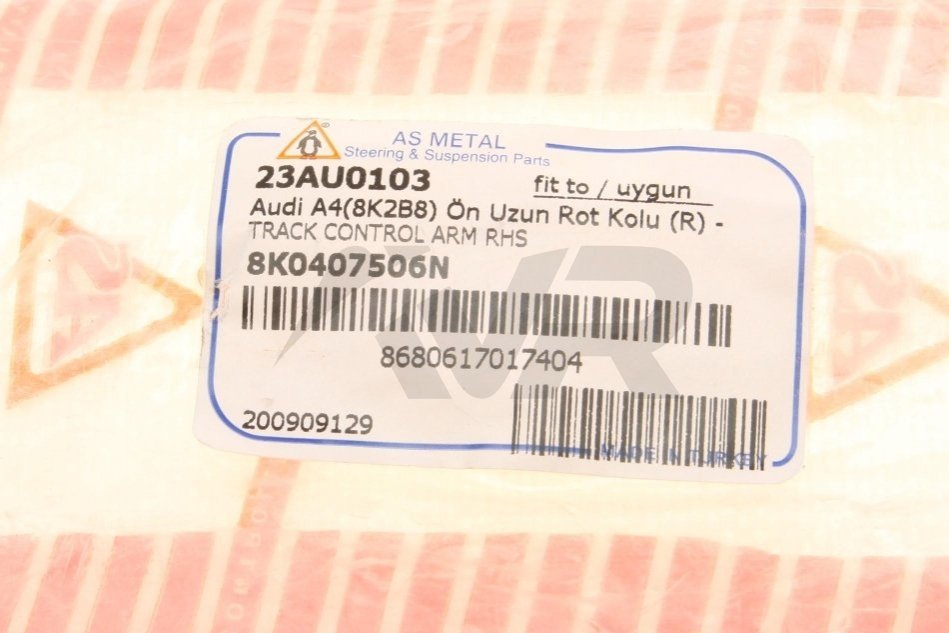 AS METAL
Steering & Suspension Parts
23AU0103 fit to / uygun
Audi A4(8K2B8) Ön Uzun Rot Kolu (R) -
TRACK CONTROL ARM RHS
8K0407506N
8680617017404
200909129
MADE IN TURKEY